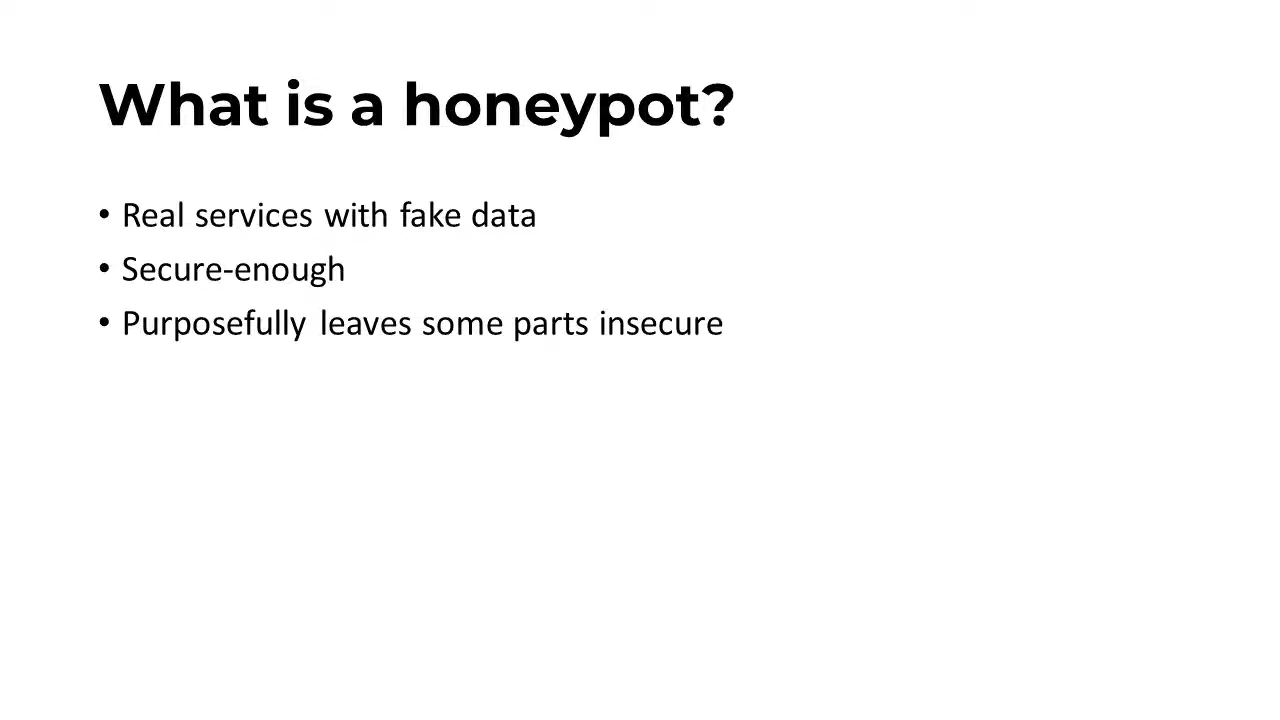 What is a honeypot?
• Real services with fake data
• Secure-enough
• Purposefully leaves some parts insecure